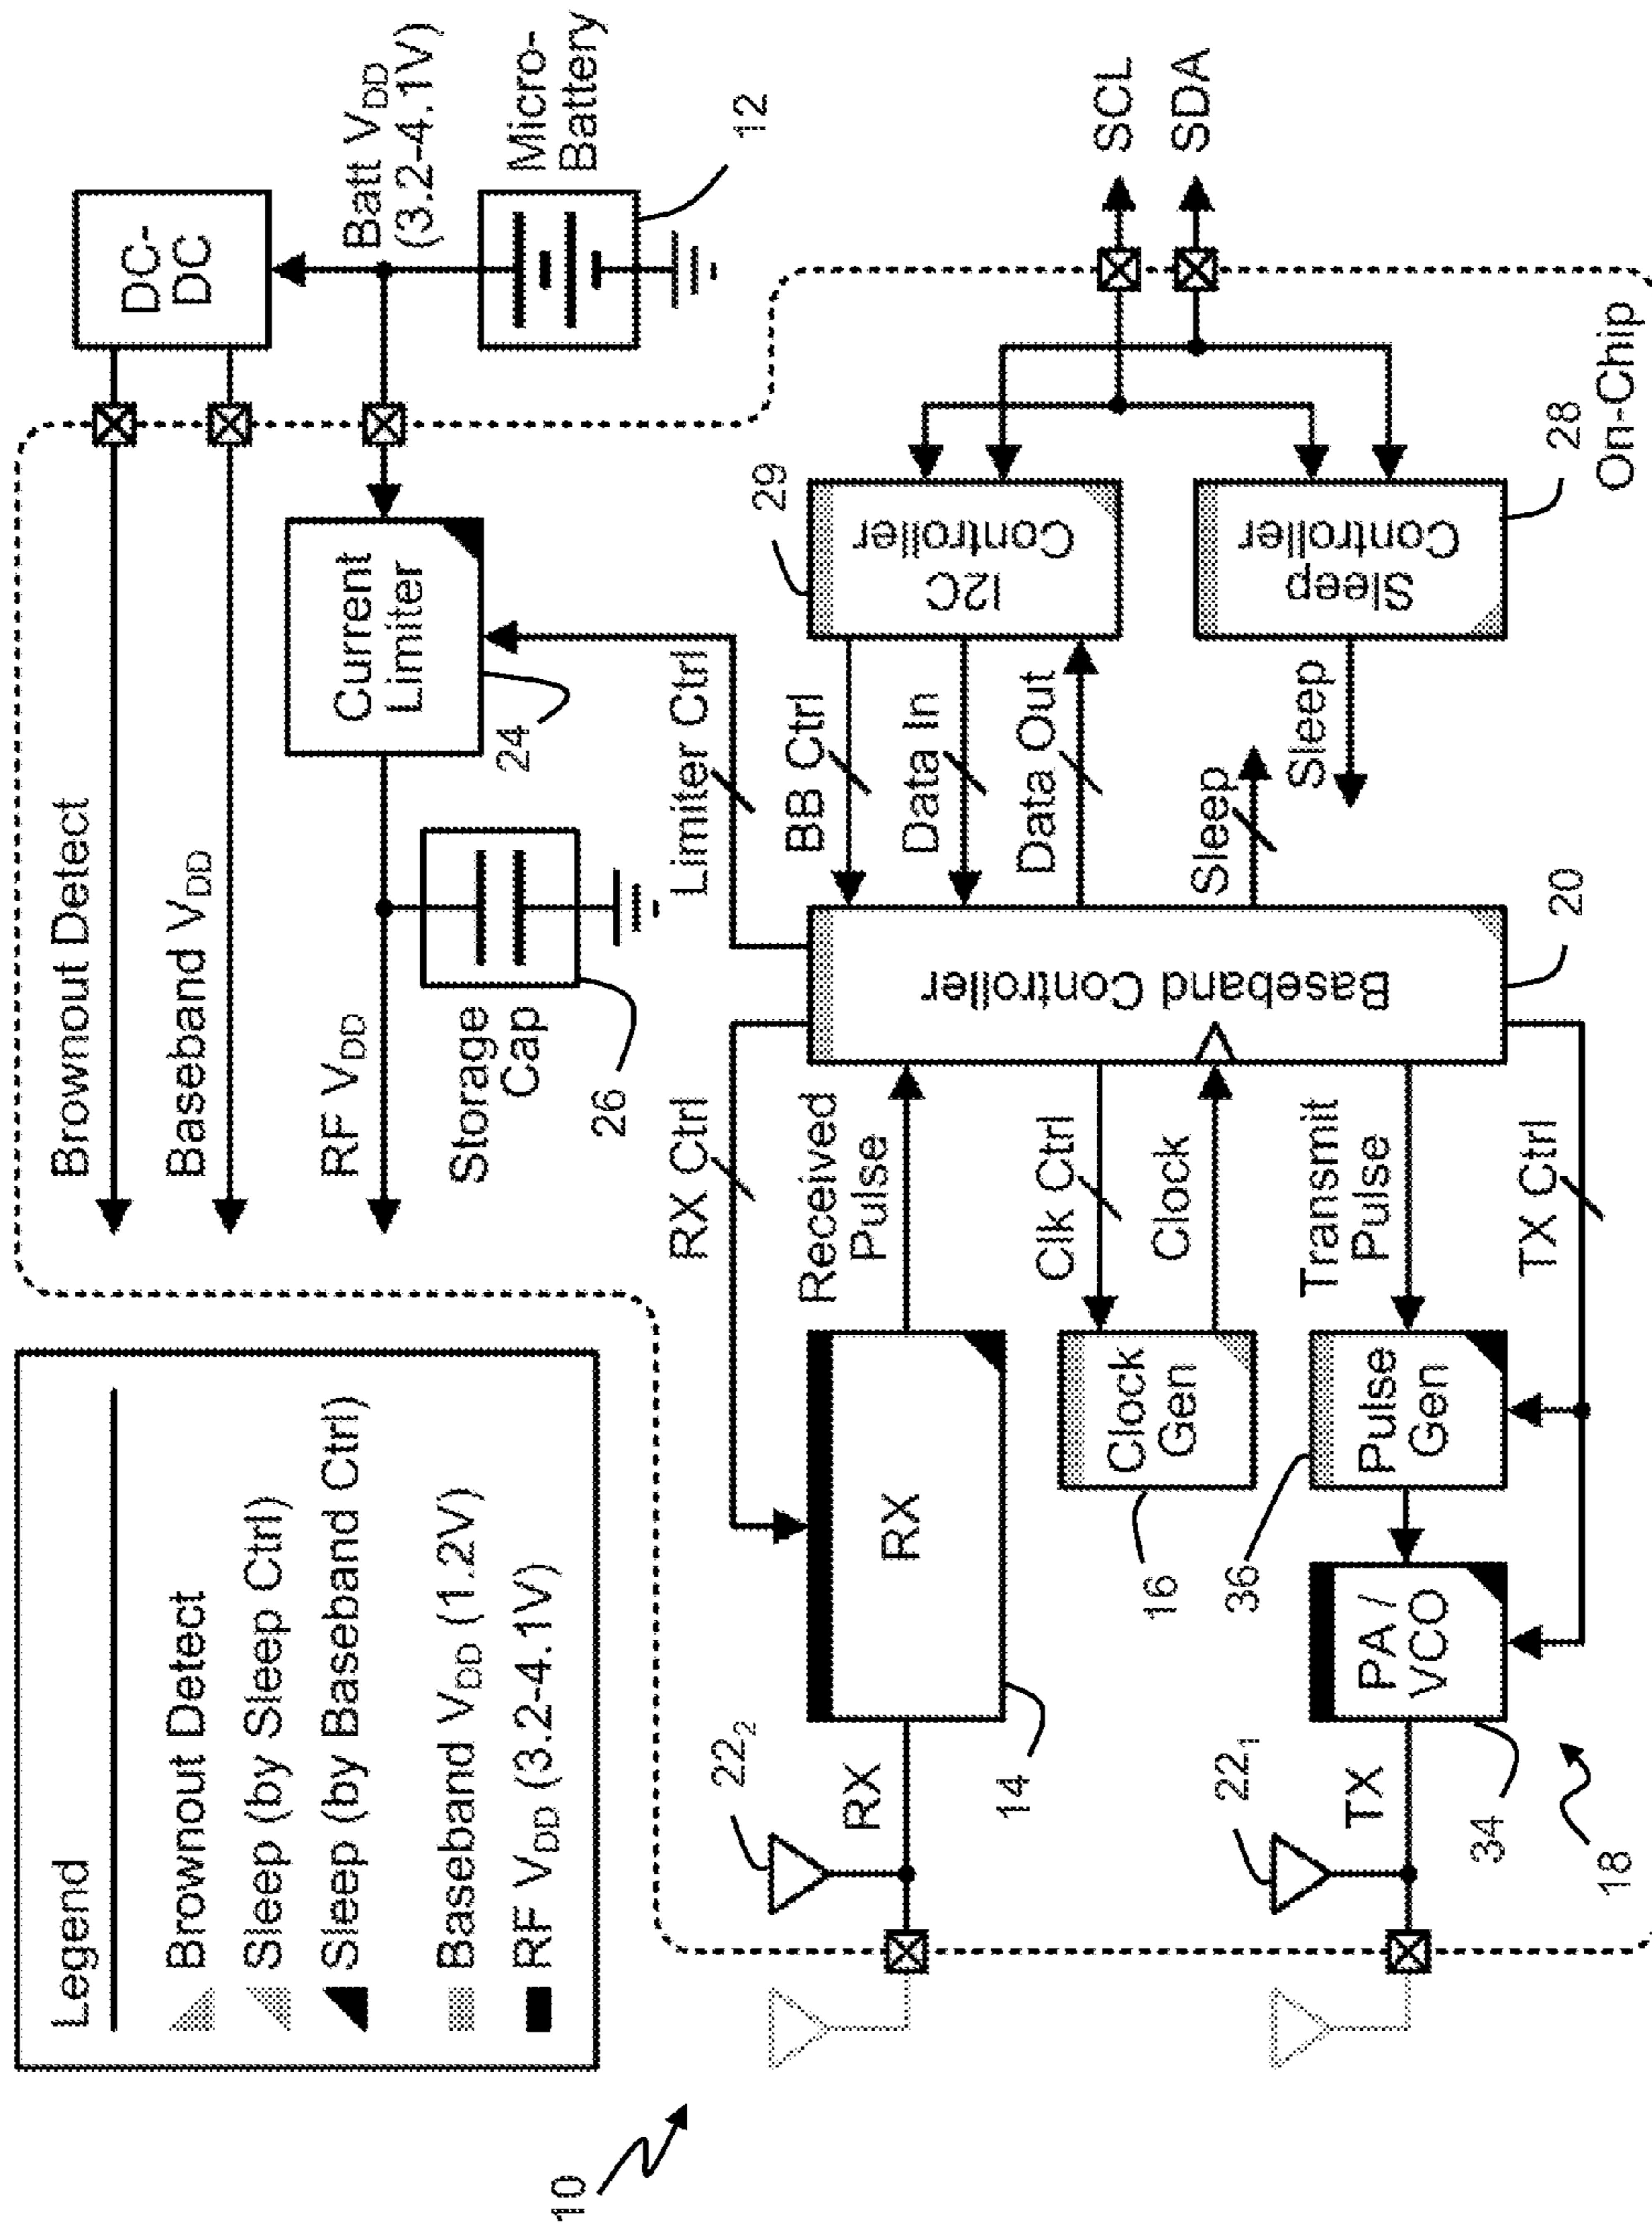 Legend
Brownout Detect
Sleep (by Sleep Ctrl)
Sleep (by Baseband Ctrl)
Baseband VDD (1.2V)
RF VDD (3.2-4.1V)
10
Brownout Detect
Baseband VDD
RF VDD
Storage
Cap
26
Current
Limiter
24
DC-
DC
Batt VDD
(3.2-4.1V)
Micro-
Battery
12
RX Ctrl
Limiter Ctrl
22₂
RX
14
RX
Received
Pulse
Clk Ctrl
Clock
Clock
Gen
16
Transmit
Pulse
Pulse
Gen
36
TX Ctrl
22₁
TX
PA /
VCO
34
18
Baseband Controller
20
BB Ctrl
Data In
Data Out
Sleep
Sleep
29
I2C
Controller
Sleep
Controller
28
SCL
SDA
On-Chip